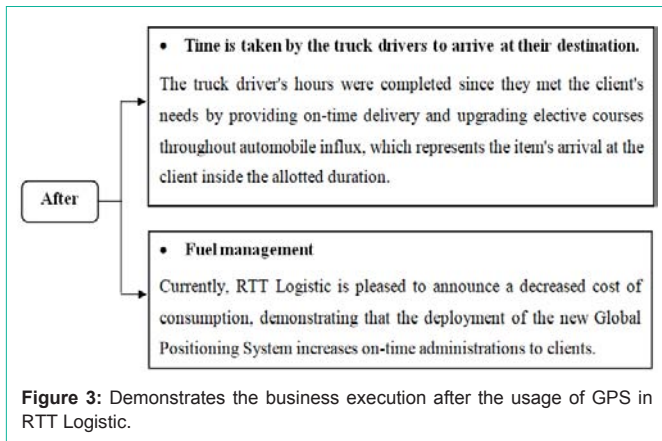 • Time is taken by the truck drivers to arrive at their destination.
The truck driver's hours were completed since they met the client's
needs by providing on-time delivery and upgrading elective courses
throughout automobile influx, which represents the item's arrival at the
client inside the allotted duration.
After
• Fuel management
Currently, RTT Logistic is pleased to announce a decreased cost of
consumption, demonstrating that the deployment of the new Global
Positioning System increases on-time administrations to clients.
Figure 3: Demonstrates the business execution after the usage of GPS in
RTT Logistic.